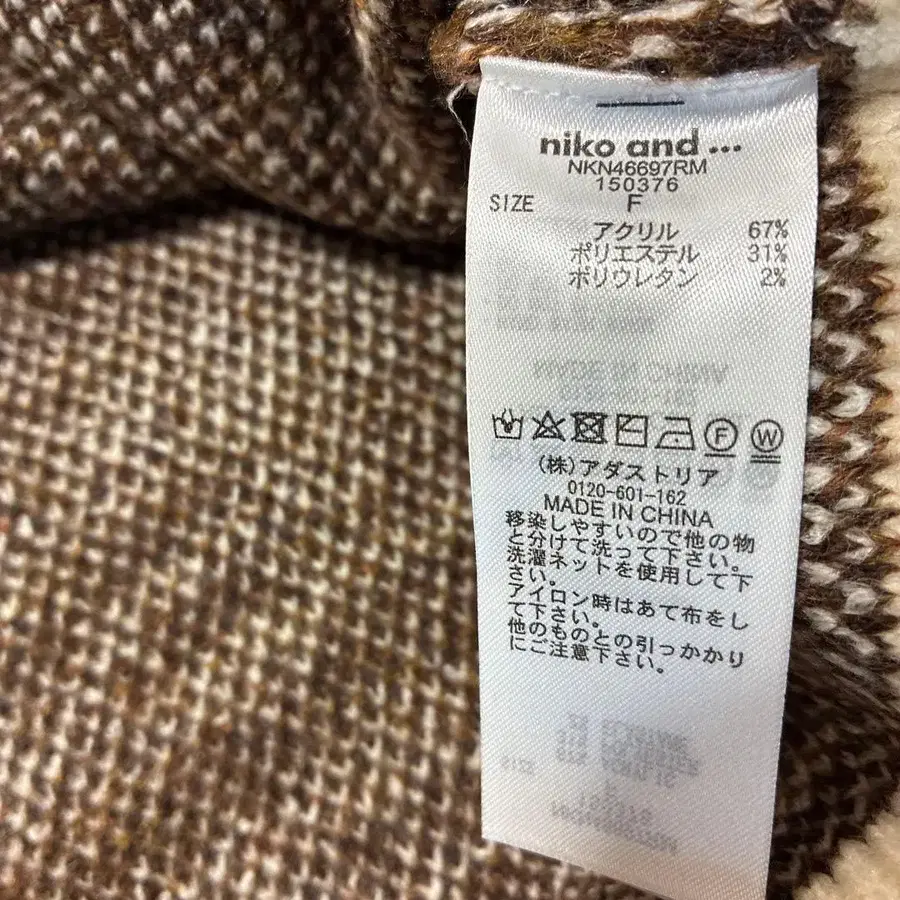 niko and ...
NKN46697RM
150376
SIZE F
アクリル 67%
ポリエステル 31%
ポリウレタン 2%
F W
(株)アダストリア
0120-601-162
MADE IN CHINA
移染しやすいので他の物
と分けて洗って下さい。
洗濯ネットを使用して下
さい。
アイロン時はあて布をし
て下さい。
他のものとの引っかかり
にご注意下さい。